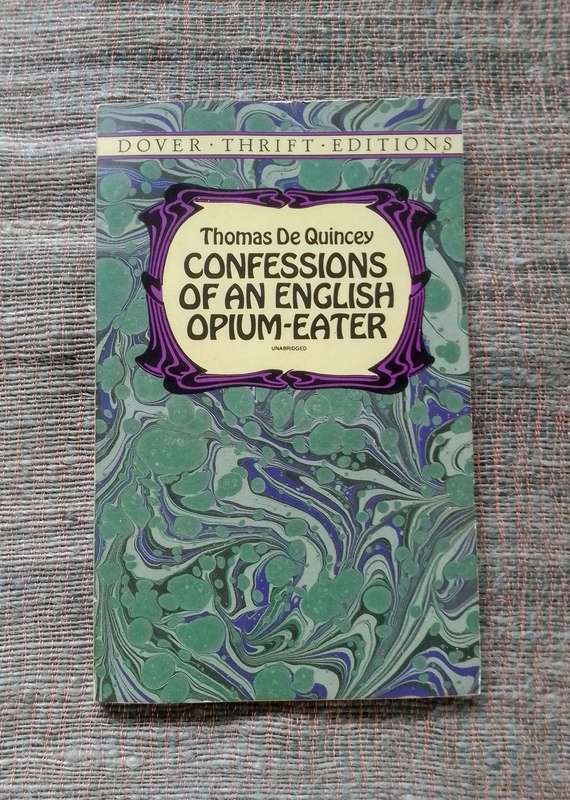 DOVER · THRIFT · EDITIONS
Thomas De Quincey
CONFESSIONS
OF AN ENGLISH
OPIUM-EATER
UNABRIDGED